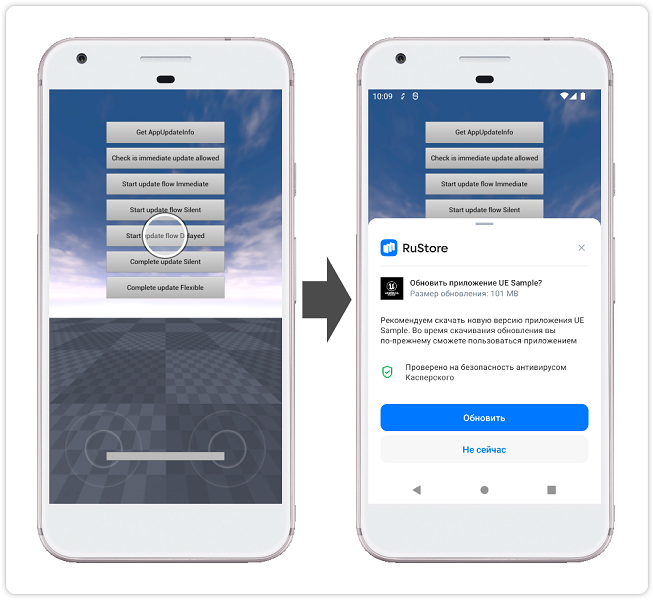 Get AppUpdateInfo
Check is immediate update allowed
Start update flow Immediate
Start update flow Silent
Start update flow Delayed
Complete update Silent
Complete update Flexible
10:09
Get AppUpdateInfo
Check is immediate update allowed
Start update flow Immediate
Start update flow Silent
RuStore
Обновить приложение UE Sample?
Размер обновления: 101 MB
Рекомендуем скачать новую версию приложения UE
Sample. Во время скачивания обновления вы
по-прежнему сможете пользоваться приложением
Проверено на безопасность антивирусом
Касперского
Обновить
Не сейчас